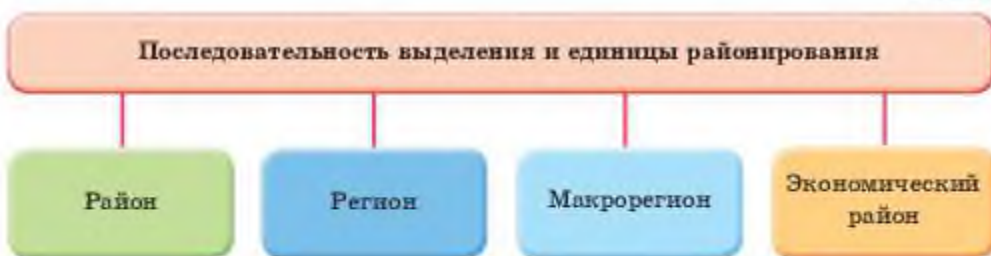 Последовательность выделения и единицы районирования
Район
Регион
Макрорегион
Экономический
район